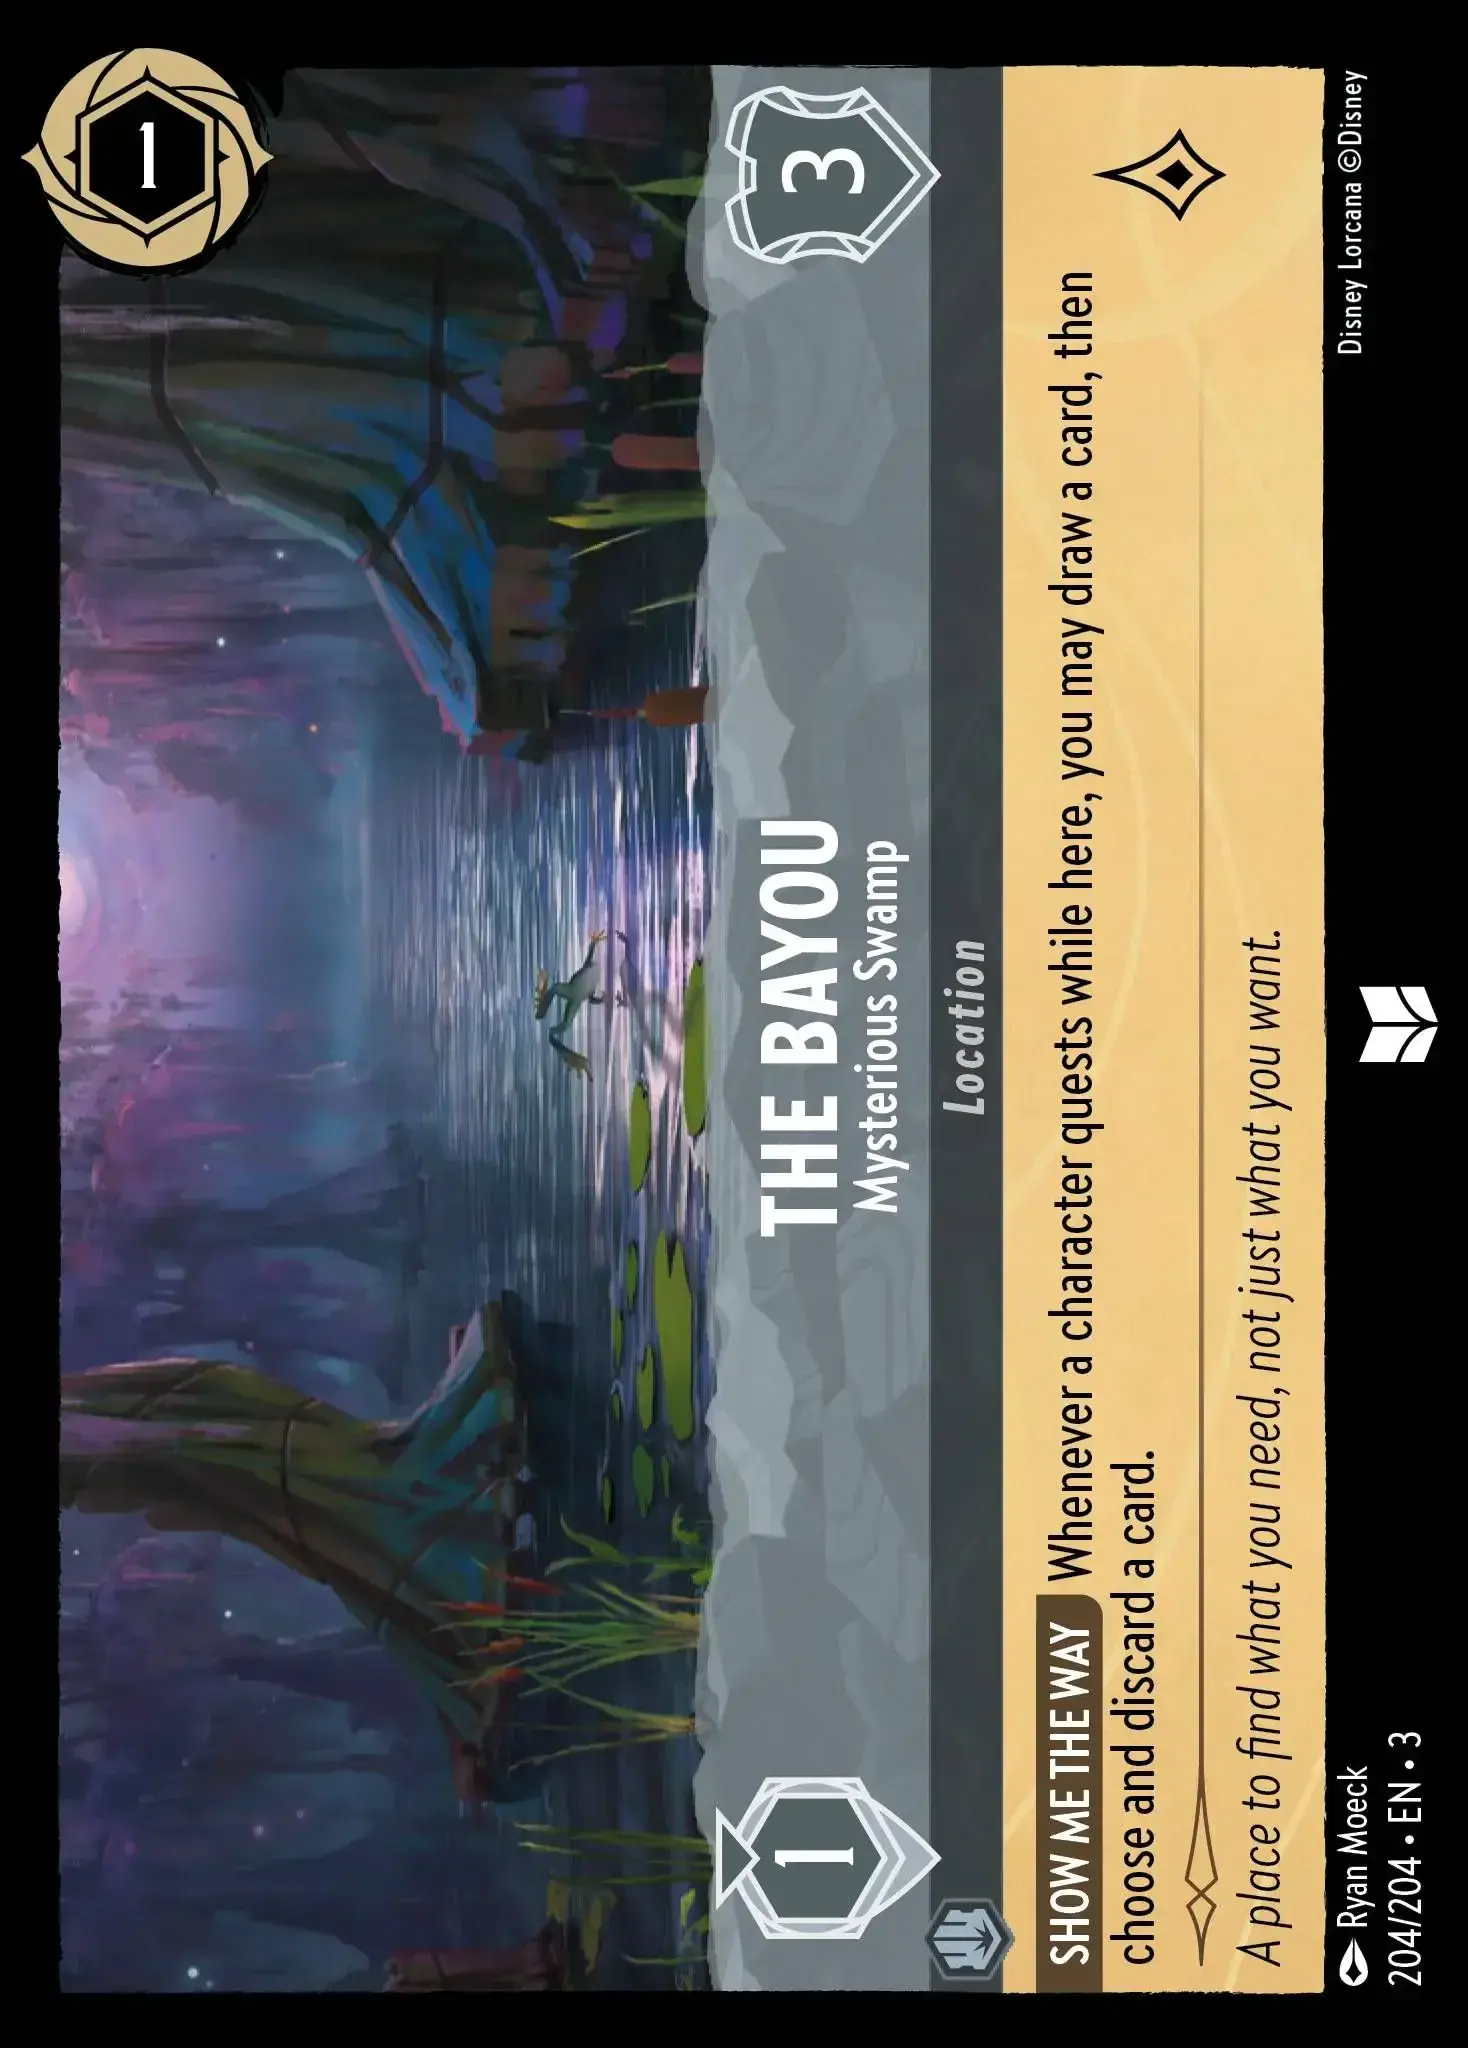 1
1
THE BAYOU
Mysterious Swamp
3
Location
SHOW ME THE WAY Whenever a character quests while here, you may draw a card, then
choose and discard a card.
A place to find what you need, not just what you want.
Ryan Moeck
204/204 • EN • 3
Disney Lorcana ©Disney